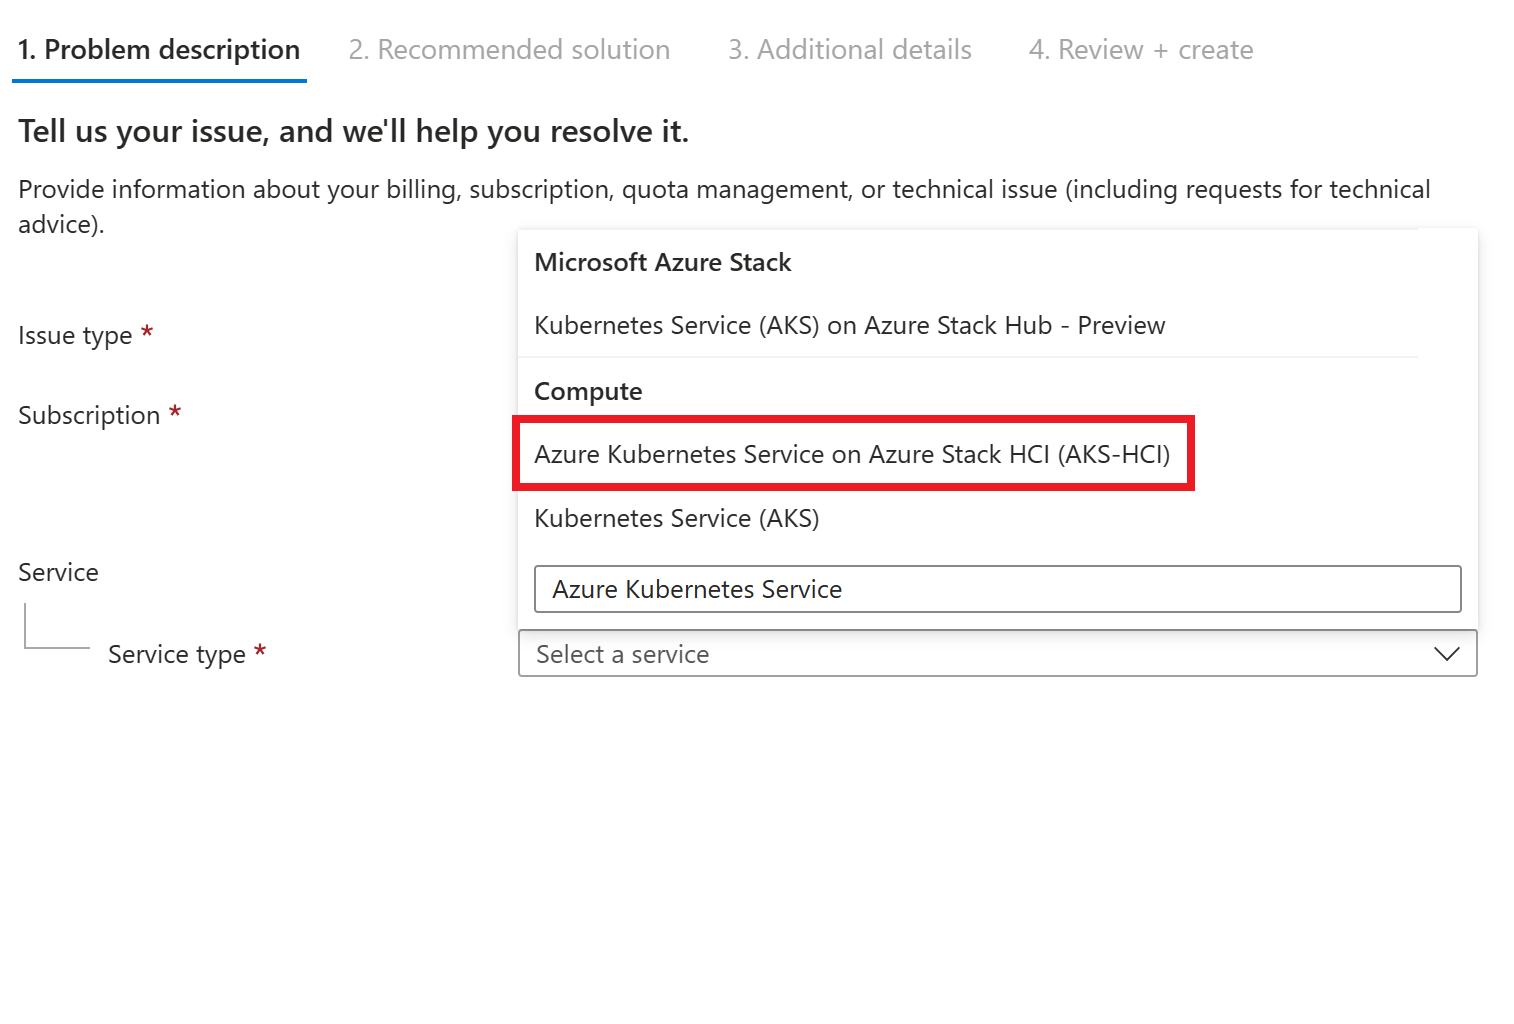 1. Problem description
2. Recommended solution
3. Additional details
4. Review + create
Tell us your issue, and we'll help you resolve it.
Provide information about your billing, subscription, quota management, or technical issue (including requests for technical
advice).
Microsoft Azure Stack
Kubernetes Service (AKS) on Azure Stack Hub - Preview
Issue type *
Compute
Subscription *
Azure Kubernetes Service on Azure Stack HCI (AKS-HCI)
Kubernetes Service (AKS)
Service
Azure Kubernetes Service
Service type *
Select a service